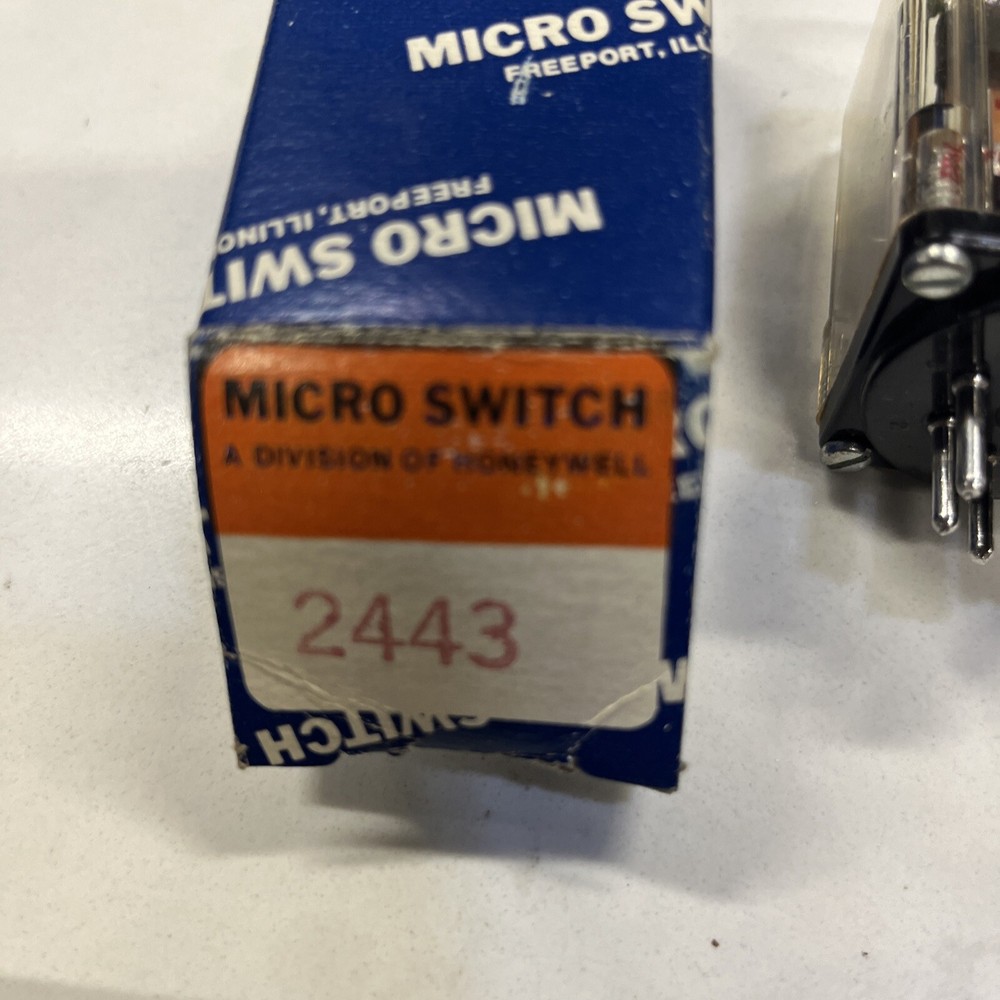 MICRO SW
FREEPORT, ILL
MICRO SWIT
FREEPORT, ILLINO
MICRO SWITCH
A DIVISION OF HONEYWELL
2443
SWITCH